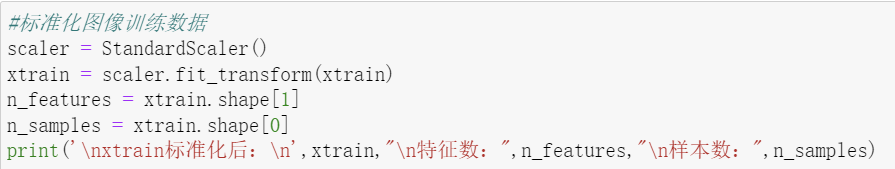 #标准化图像训练数据
scaler = StandardScaler()
xtrain = scaler.fit_transform(xtrain)
n_features = xtrain.shape[1]
n_samples = xtrain.shape[0]
print('\nxtrain标准化后：\n',xtrain,"\n特征数：",n_features,"\n样本数：",n_samples)